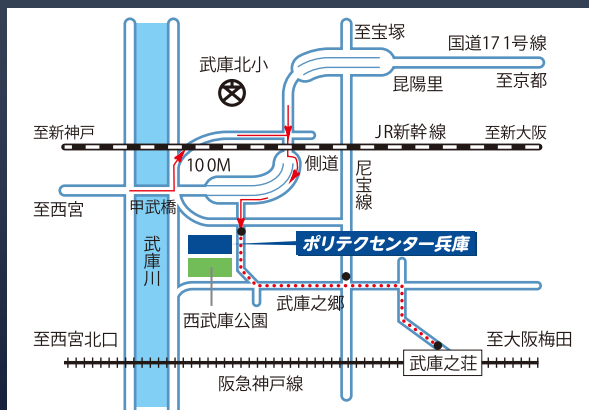 至宝塚
国道171号線
武庫北小
昆陽里
至京都
至新神戸
JR新幹線
至新大阪
100M
側道
尼宝線
甲武橋
至西宮
武庫川
ポリテクセンター兵庫
西武庫公園
武庫之郷
至西宮北口
至大阪梅田
武庫之荘
阪急神戸線